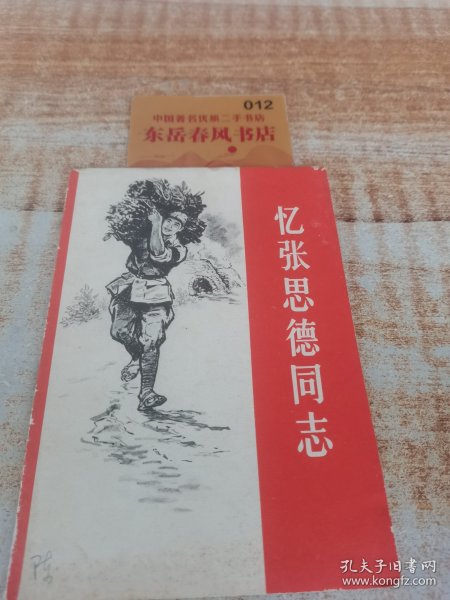 012
中国著名优质二手书店
东岳春风书店
忆张思德同志
陈
孔夫子旧书网
www.kongfz.com